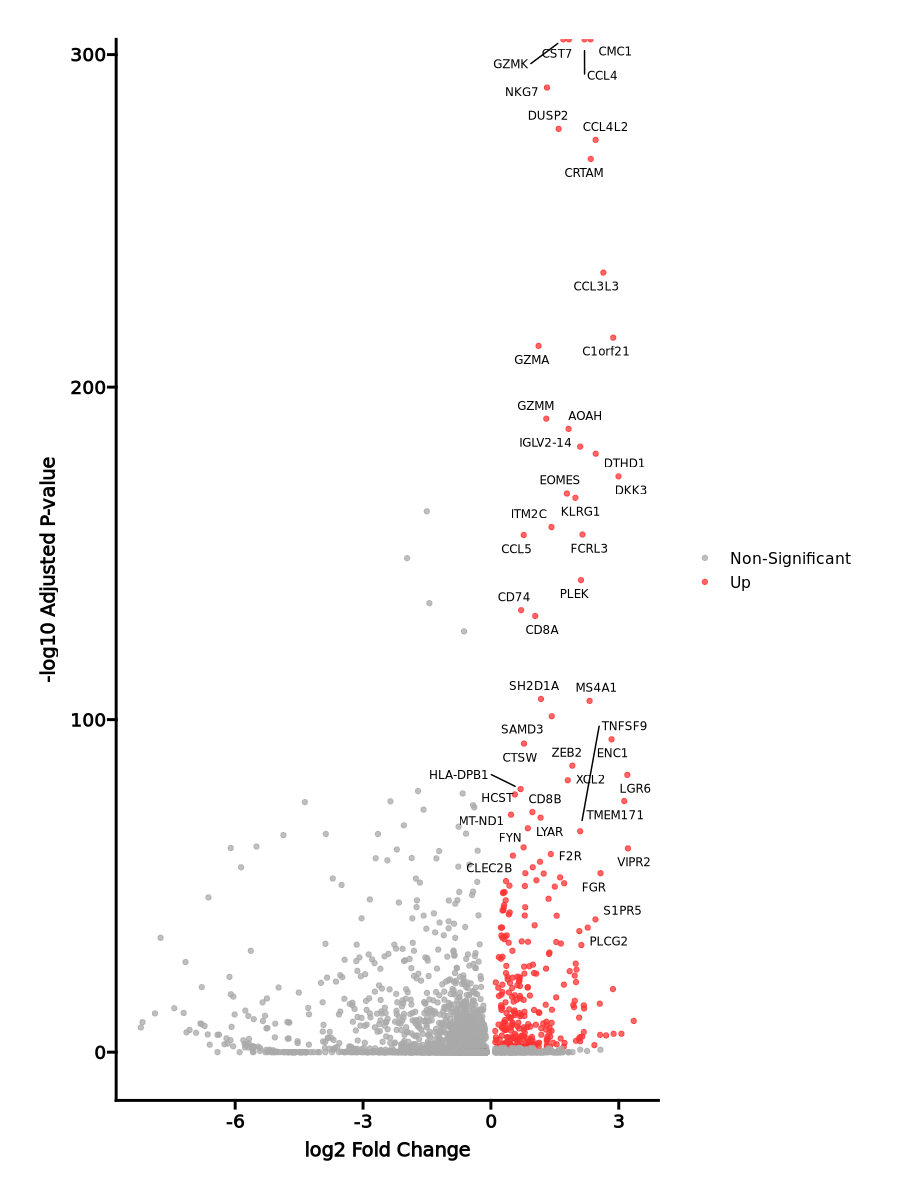 300
CST7
CMC1
GZMK
CCL4
NKG7
DUSP2
CCL4L2
CRTAM
CCL3L3
C1orf21
GZMA
200
GZMM
AOAH
IGLV2-14
DTHD1
EOMES
DKK3
ITM2C
KLRG1
CCL5
FCRL3
CD74
PLEK
CD8A
-log10 Adjusted P-value
Non-Significant
Up
SH2D1A
MS4A1
100
SAMD3
TNFSF9
CTSW
ZEB2
ENC1
HLA-DPB1
XCL2
LGR6
HCST
CD8B
MT-ND1
TMEM171
FYN
LYAR
CLEC2B
F2R
VIPR2
FGR
S1PR5
PLCG2
0
-6
-3
0
3
log2 Fold Change